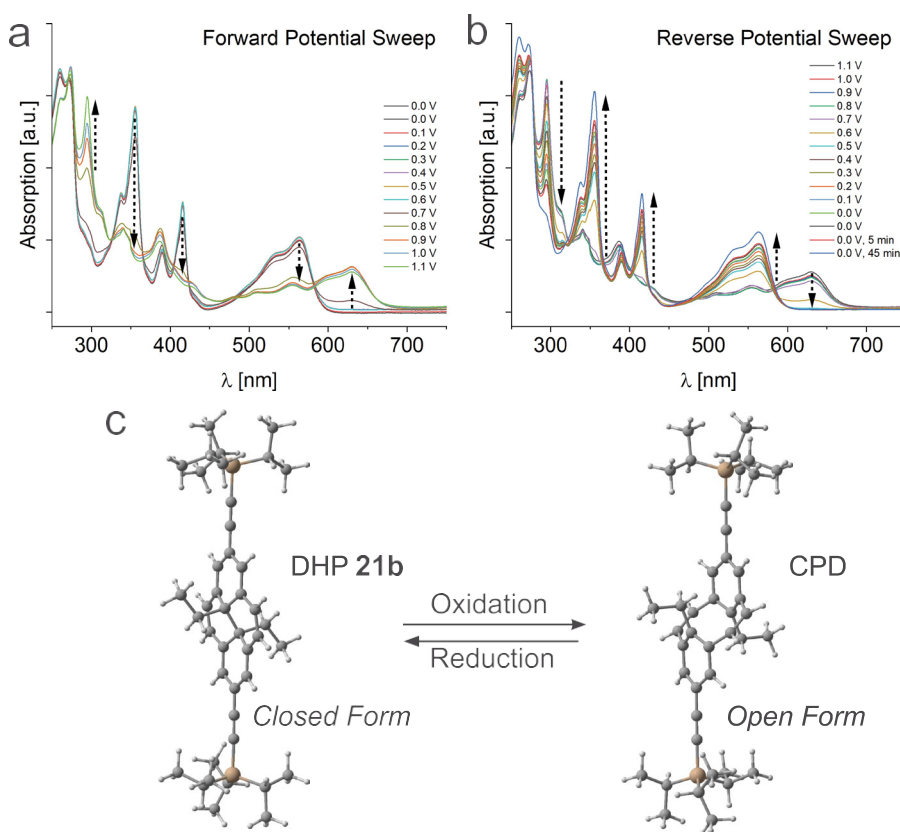 a
Forward Potential Sweep
Absorption [a.u.]
0.0 V
0.0 V
0.1 V
0.2 V
0.3 V
0.4 V
0.5 V
0.6 V
0.7 V
0.8 V
0.9 V
1.0 V
1.1 V
300
400
500
600
700
λ [nm]
b
Reverse Potential Sweep
Absorption [a.u.]
1.1 V
1.0 V
0.9 V
0.8 V
0.7 V
0.6 V
0.5 V
0.4 V
0.3 V
0.2 V
0.1 V
0.0 V
0.0 V
0.0 V, 5 min
0.0 V, 45 min
300
400
500
600
700
λ [nm]
c
DHP 21b
Oxidation
Reduction
CPD
Closed Form
Open Form